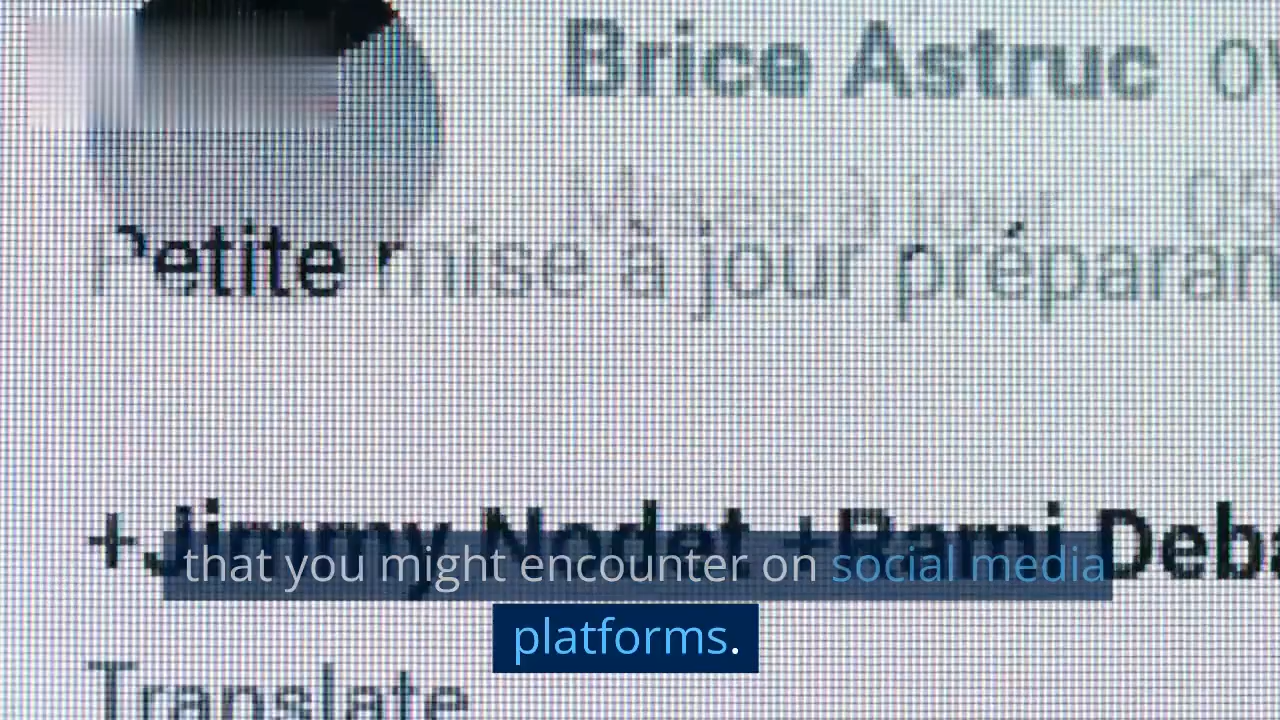 Brice Astruc
à jour
Petite mise à jour préparan
+Jimmy Nodet +Rami Deba
that you might encounter on social media
platforms.
Translate